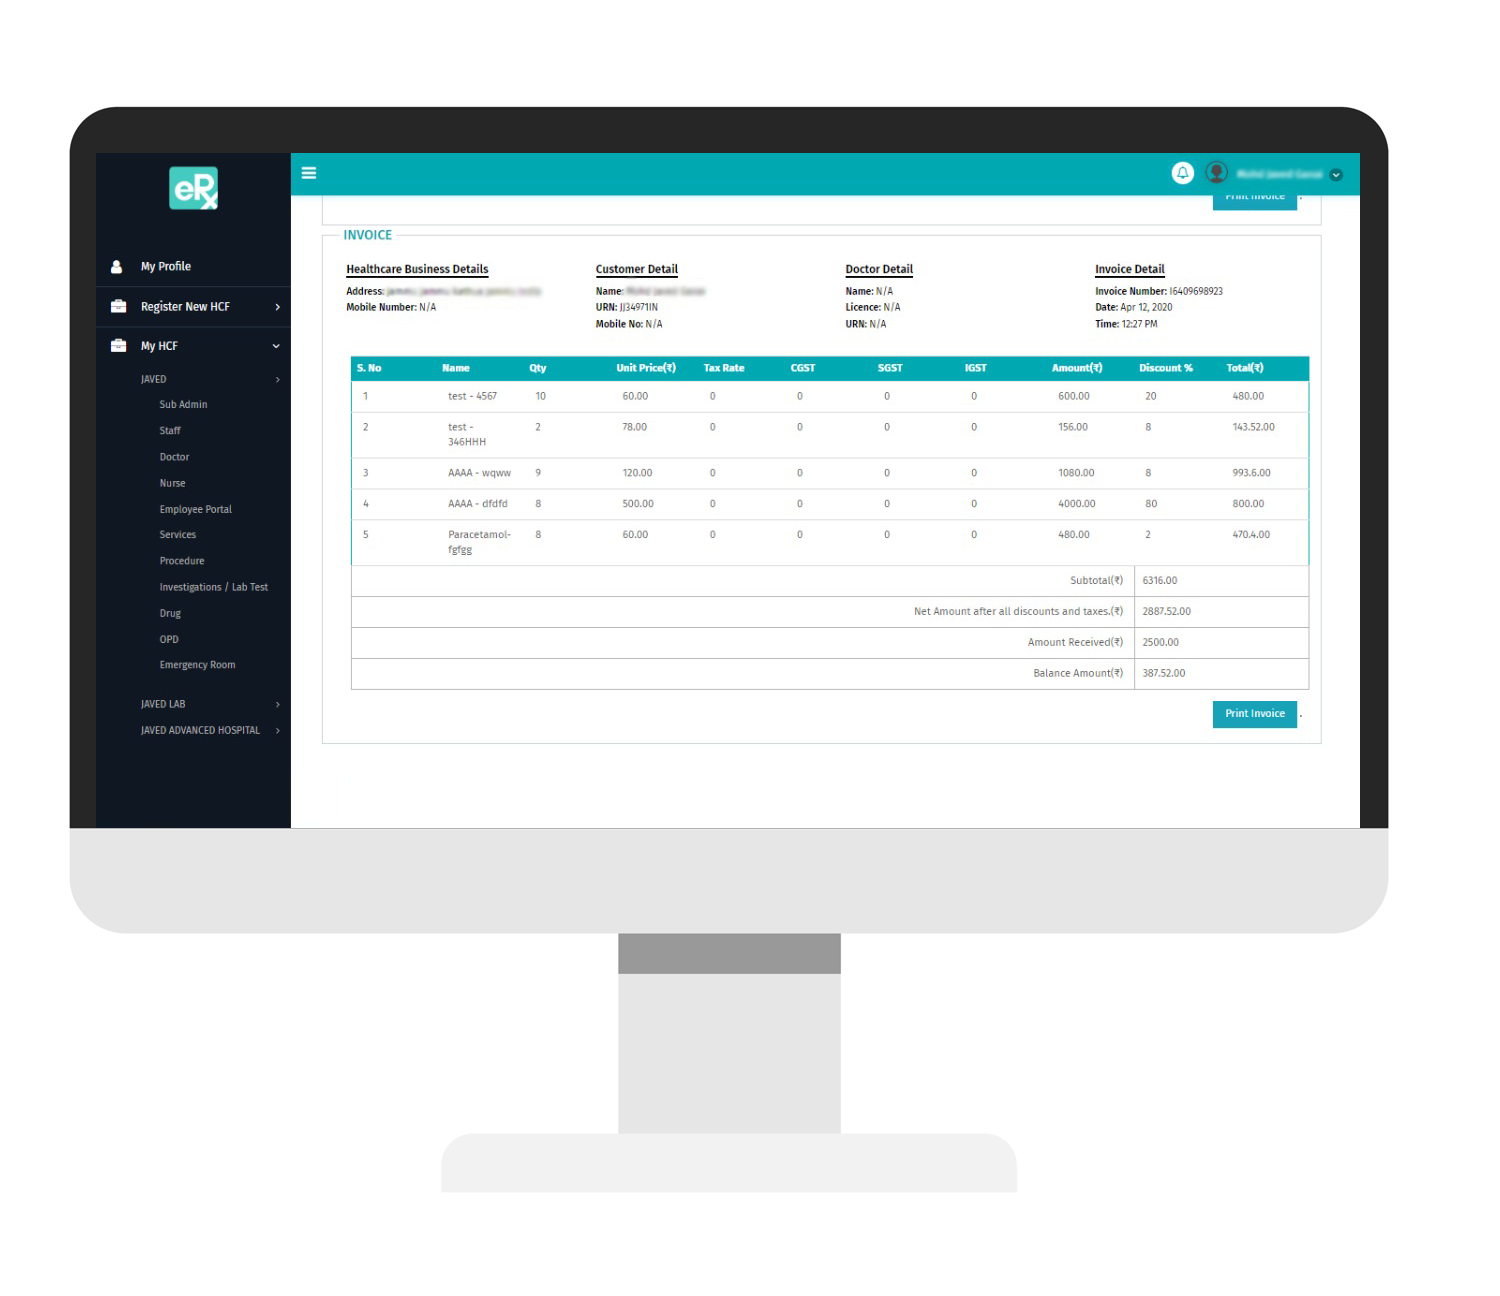 eRx
Print Invoice .
My Profile
Register New HCF
My HCF
JAVED
Sub Admin
Staff
Doctor
Nurse
Employee Portal
Services
Procedure
Investigations / Lab Test
Drug
OPD
Emergency Room
JAVED LAB
JAVED ADVANCED HOSPITAL
INVOICE
Healthcare Business Details
Address:
Mobile Number: N/A
Customer Detail
Name:
URN: JJ34971IN
Mobile No: N/A
Doctor Detail
Name: N/A
Licence: N/A
URN: N/A
Invoice Detail
Invoice Number: I6409698923
Date: Apr 12, 2020
Time: 12:27 PM
S. No Name Qty Unit Price(₹) Tax Rate CGST SGST IGST Amount(₹) Discount % Total(₹)
1 test - 4567 10 60.00 0 0 0 0 600.00 20 480.00
2 test - 2 78.00 0 0 0 0 156.00 8 143.52.00
346HHH
3 AAAA - wqww 9 120.00 0 0 0 0 1080.00 8 993.6.00
4 AAAA - dfdfd 8 500.00 0 0 0 0 4000.00 80 800.00
5 Paracetamol- 8 60.00 0 0 0 0 480.00 2 470.4.00
fgfgg
Subtotal(₹) 6316.00
Net Amount after all discounts and taxes.(₹) 2887.52.00
Amount Received(₹) 2500.00
Balance Amount(₹) 387.52.00
Print Invoice .